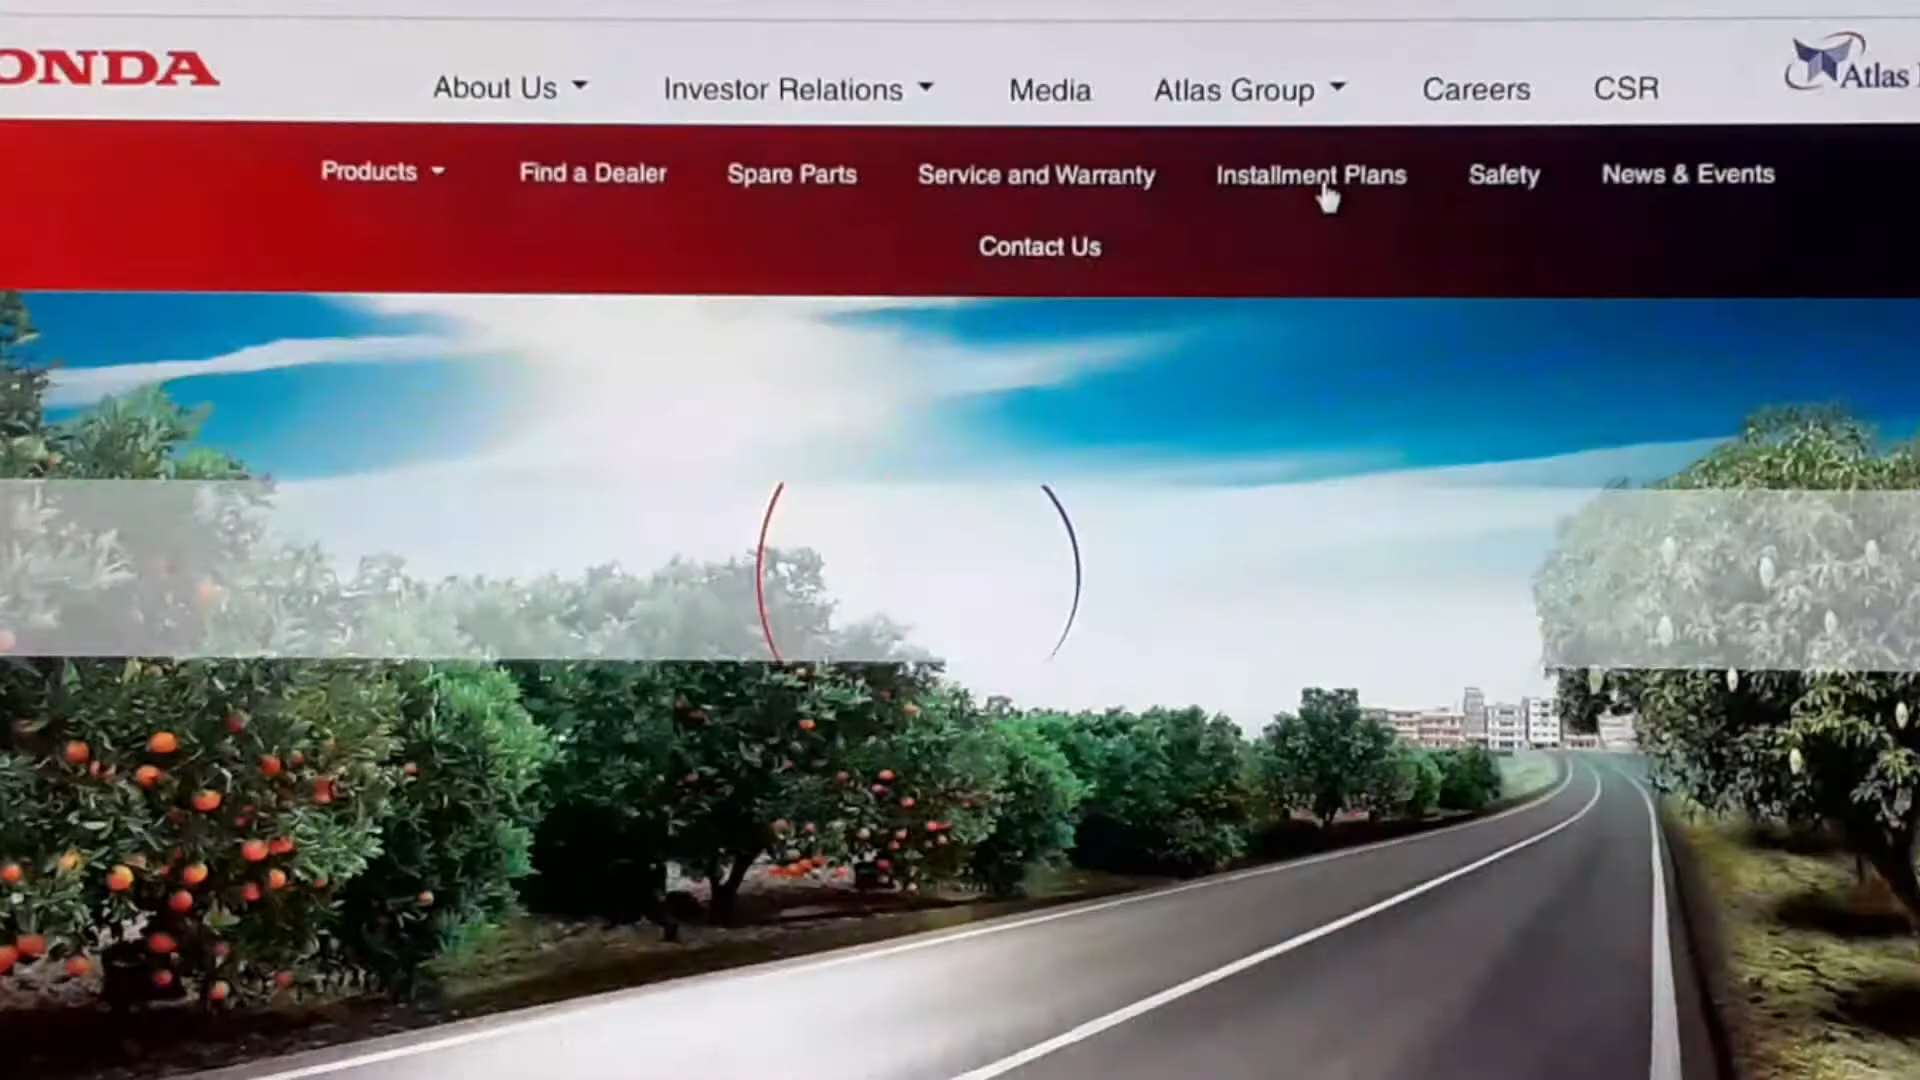 ONDA
About Us
Investor Relations
Media
Atlas Group
Careers
CSR
Atlas
Products
Find a Dealer
Spare Parts
Service and Warranty
Installment Plans
Safety
News & Events
Contact Us